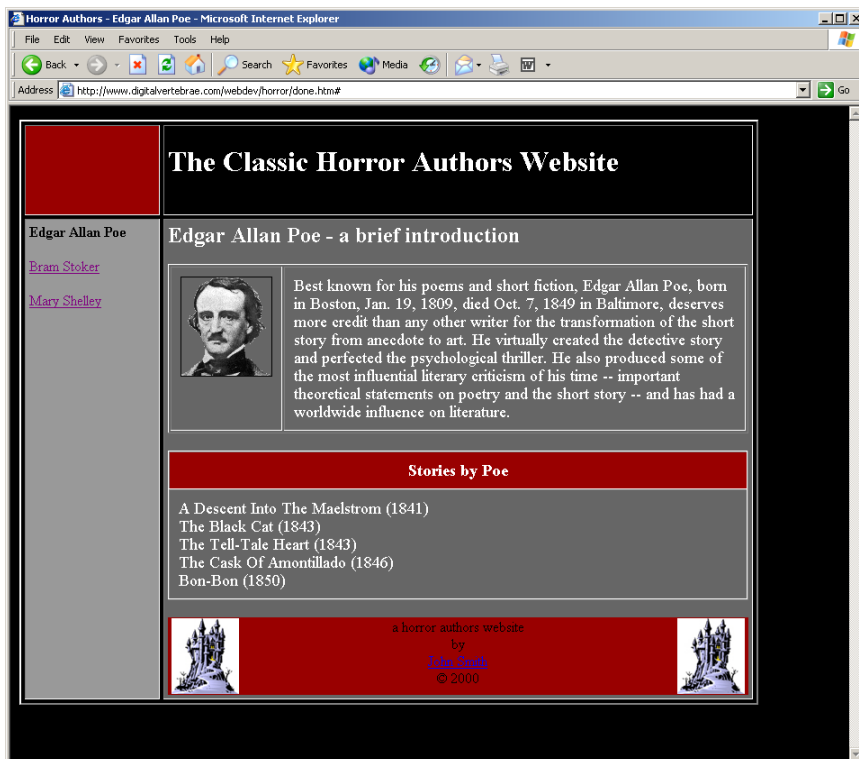 Horror Authors - Edgar Allan Poe - Microsoft Internet Explorer
File Edit View Favorites Tools Help
Back Search Favorites Media W
Address http://www.digitalvertebrae.com/webdev/horror/done.htm# Go
The Classic Horror Authors Website
Edgar Allan Poe
Bram Stoker
Mary Shelley
Edgar Allan Poe - a brief introduction
Best known for his poems and short fiction, Edgar Allan Poe, born
in Boston, Jan. 19, 1809, died Oct. 7, 1849 in Baltimore, deserves
more credit than any other writer for the transformation of the short
story from anecdote to art. He virtually created the detective story
and perfected the psychological thriller. He also produced some of
the most influential literary criticism of his time -- important
theoretical statements on poetry and the short story -- and has had a
worldwide influence on literature.
Stories by Poe
A Descent Into The Maelstrom (1841)
The Black Cat (1843)
The Tell-Tale Heart (1843)
The Cask Of Amontillado (1846)
Bon-Bon (1850)
a horror authors website
by
John Smith
© 2000